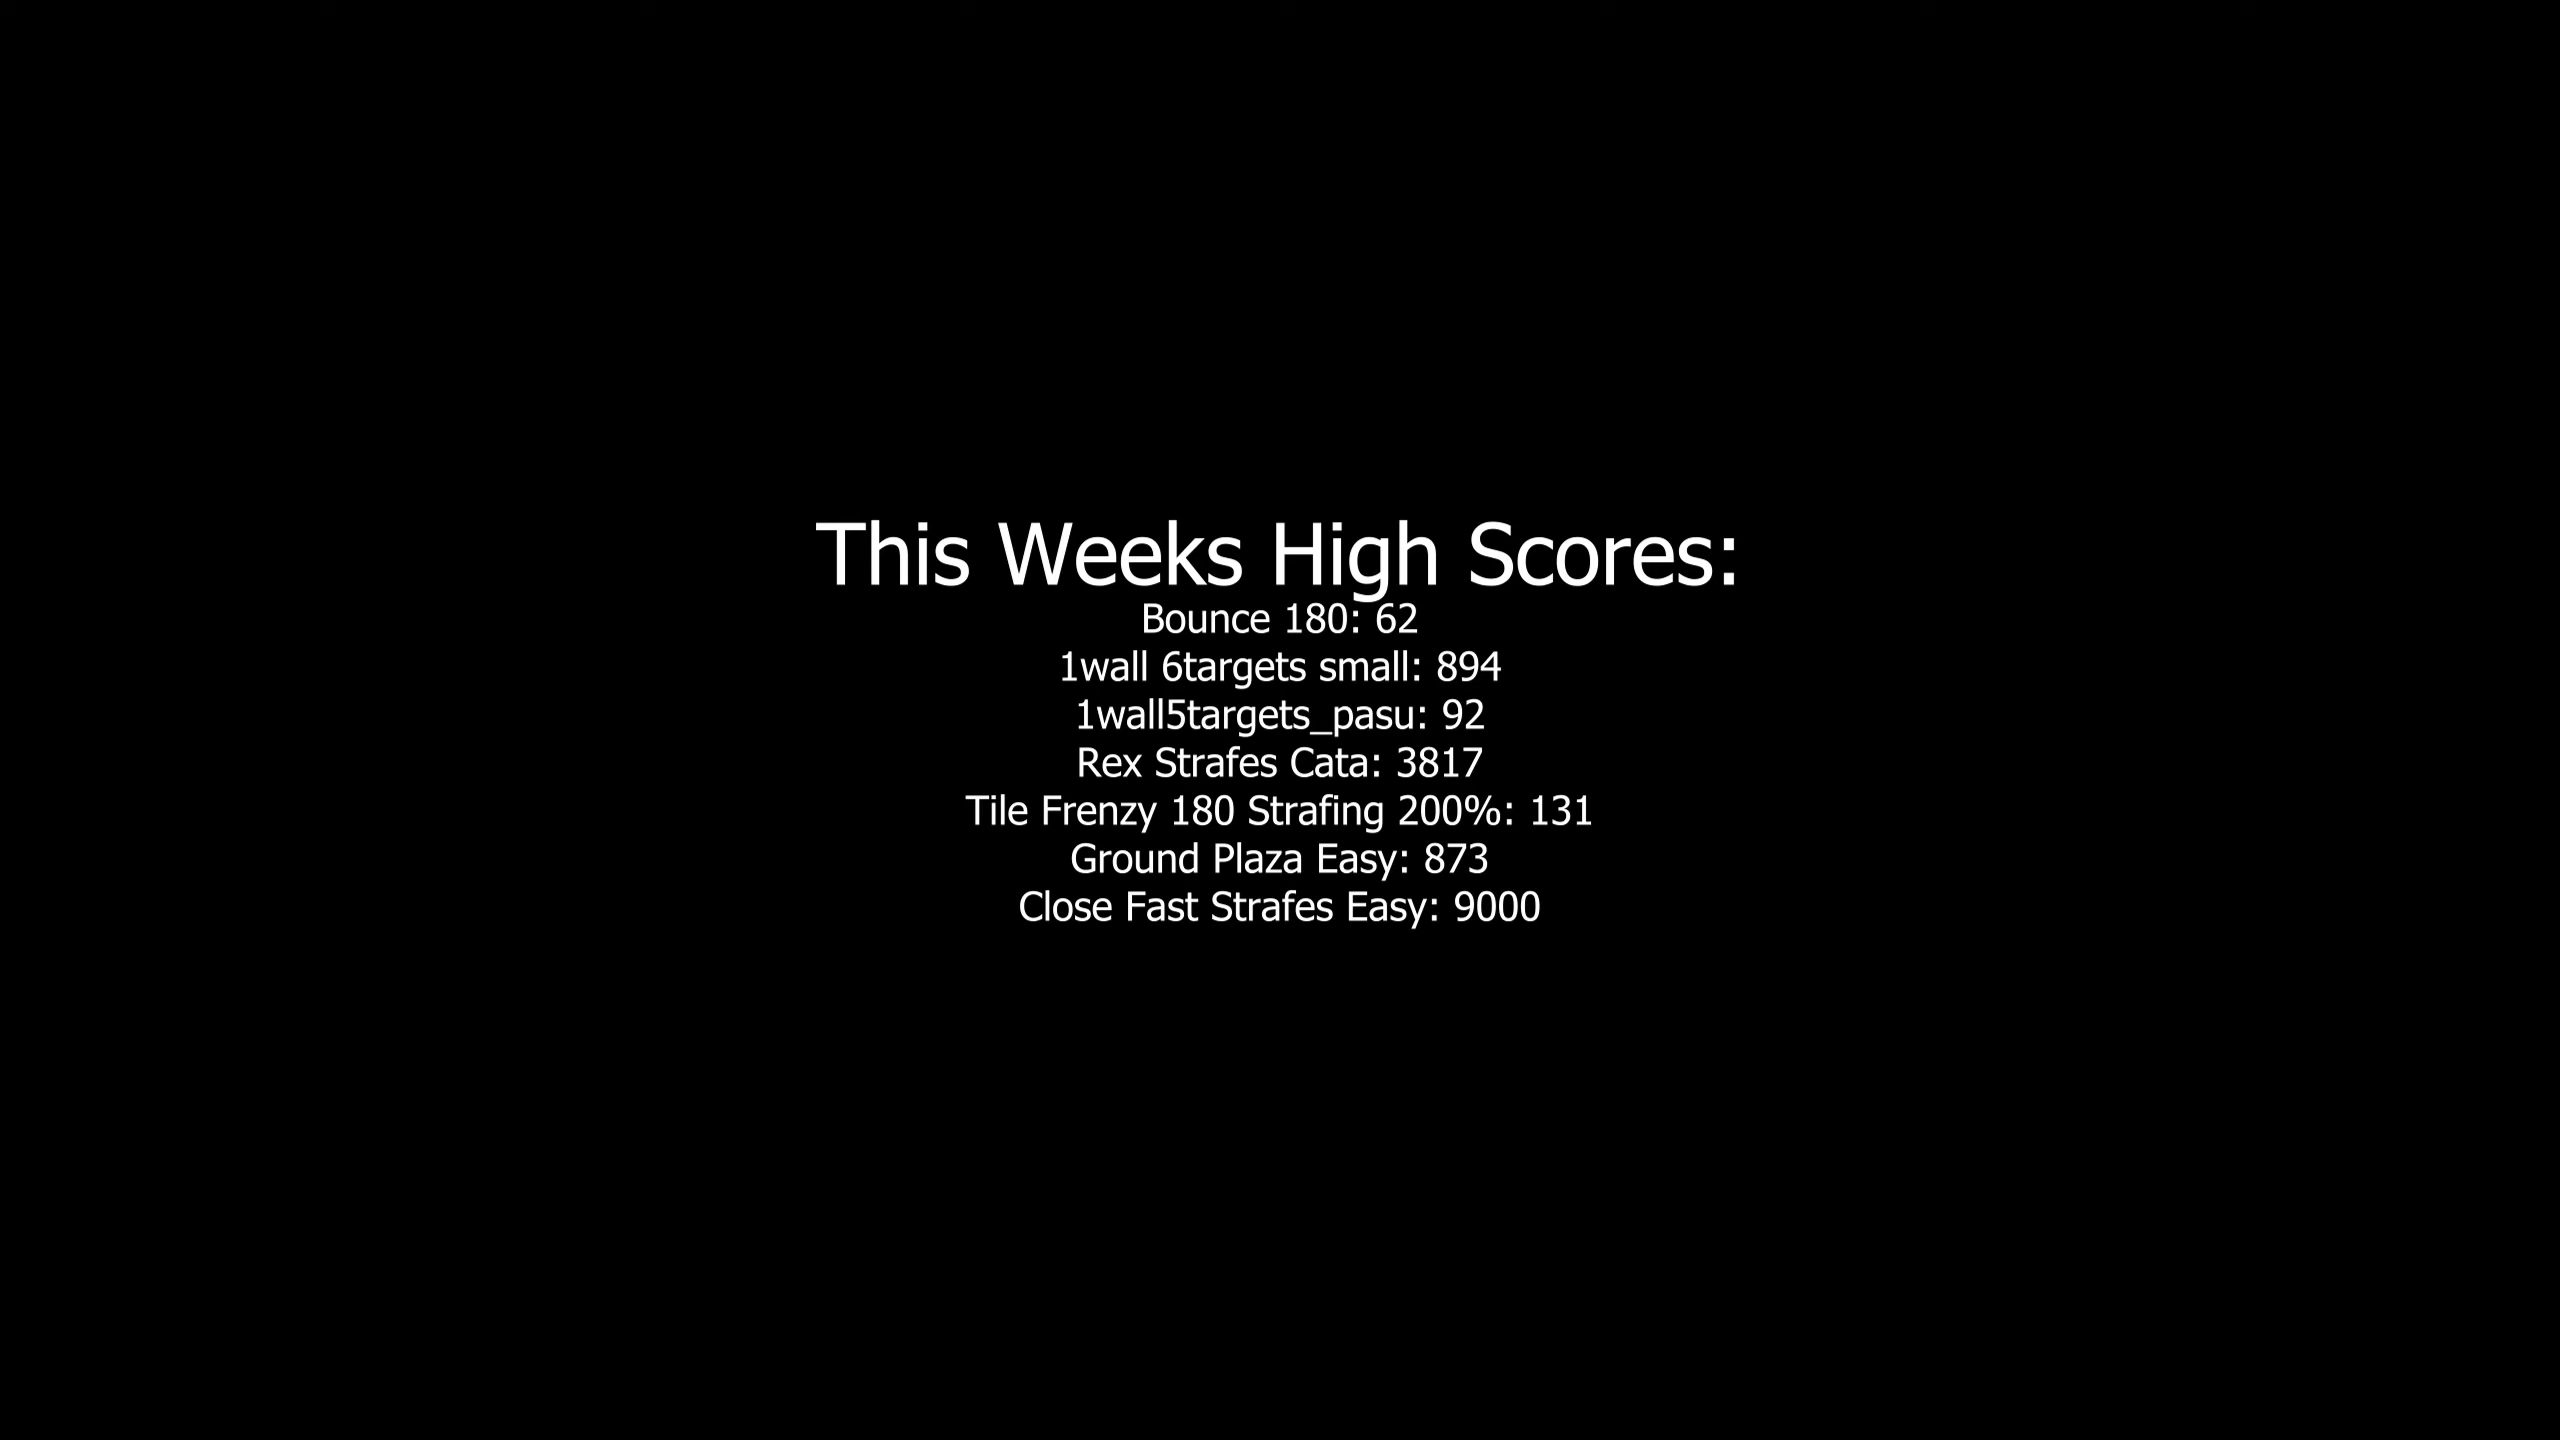 This Weeks High Scores:
Bounce 180: 62
1wall 6targets small: 894
1wall5targets_pasu: 92
Rex Strafes Cata: 3817
Tile Frenzy 180 Strafing 200%: 131
Ground Plaza Easy: 873
Close Fast Strafes Easy: 9000